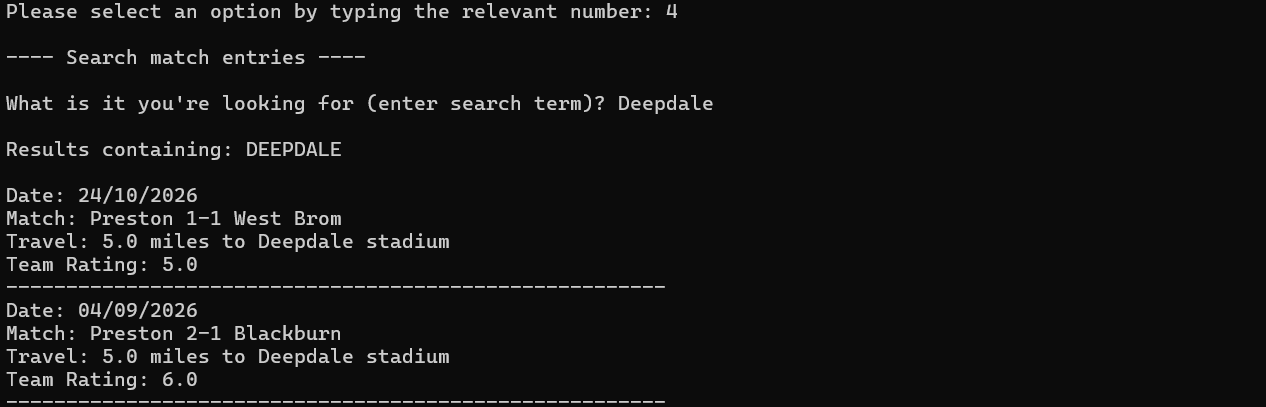 Please select an option by typing the relevant number: 4
---- Search match entries ----
What is it you're looking for (enter search term)? Deepdale
Results containing: DEEPDALE
Date: 24/10/2026
Match: Preston 1-1 West Brom
Travel: 5.0 miles to Deepdale stadium
Team Rating: 5.0
-------------------------------------------------------
Date: 04/09/2026
Match: Preston 2-1 Blackburn
Travel: 5.0 miles to Deepdale stadium
Team Rating: 6.0
-------------------------------------------------------